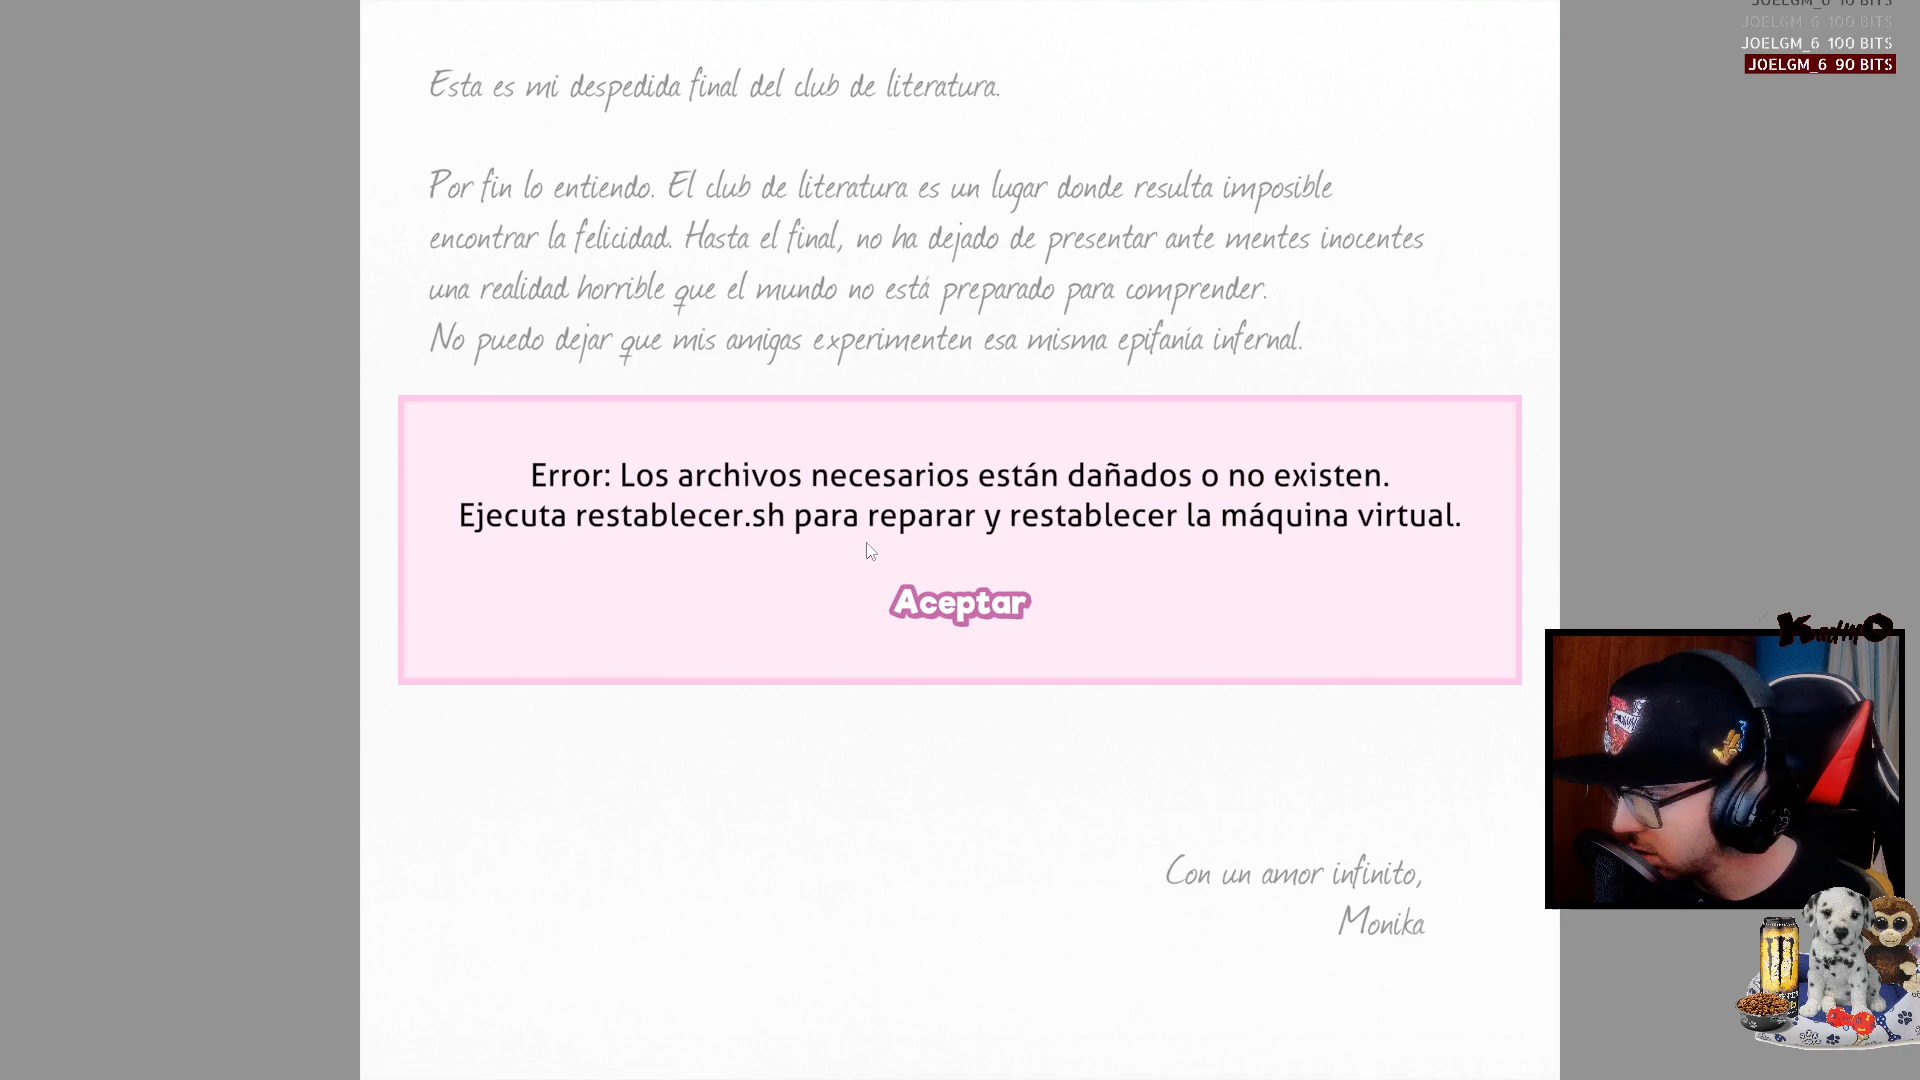 JOELGM_6 10 BITS
JOELGM_6 100 BITS
JOELGM_6 100 BITS
JOELGM_6 90 BITS
Esta es mi despedida final del club de literatura.
Por fin lo entiendo. El club de literatura es un lugar donde resulta imposible
encontrar la felicidad. Hasta el final, no ha dejado de presentar ante mentes inocentes
una realidad horrible que el mundo no está preparado para comprender.
No puedo dejar que mis amigas experimenten esa misma epifanía infernal.
Error: Los archivos necesarios están dañados o no existen.
Ejecuta restablecer.sh para reparar y restablecer la máquina virtual.
Aceptar
Con un amor infinito,
Monika